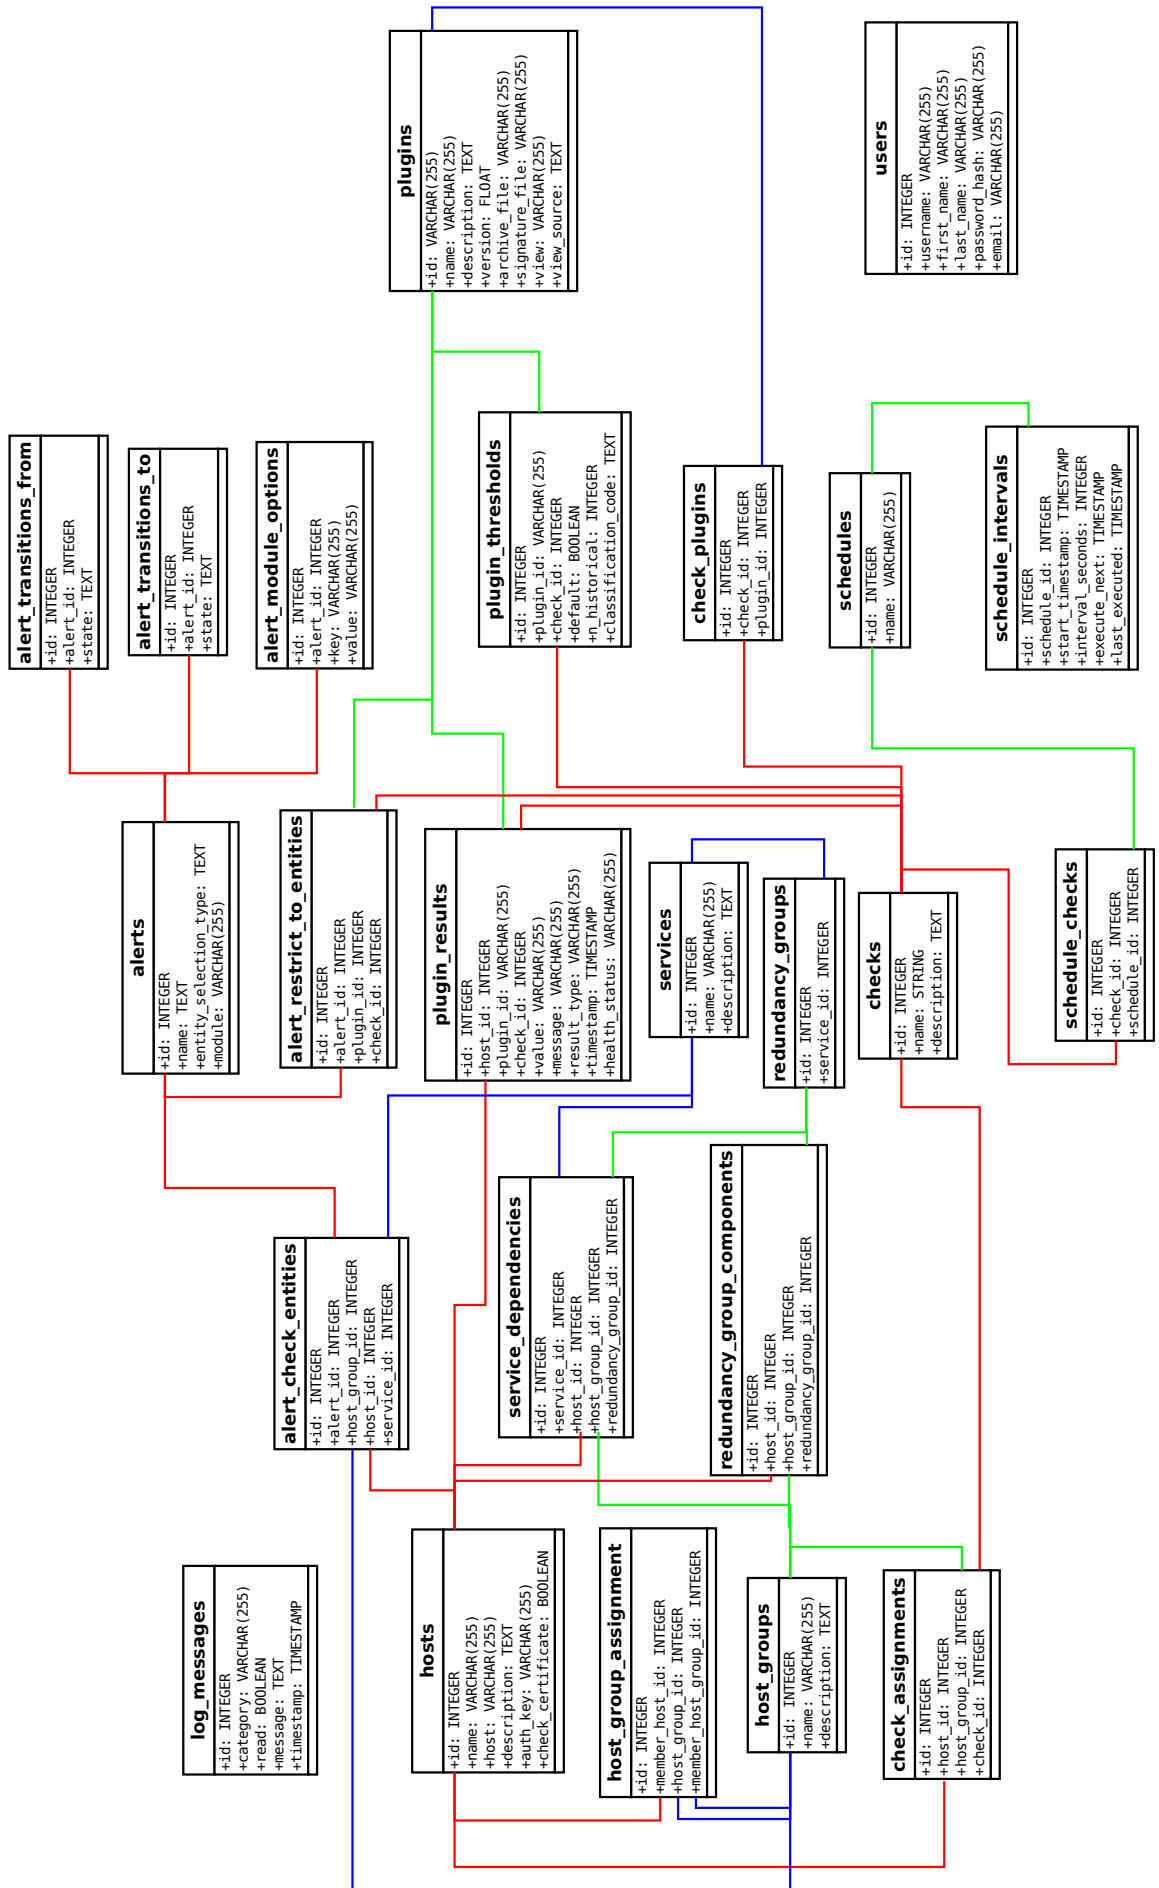 log_messages
+id: INTEGER
+category: VARCHAR(255)
+read: BOOLEAN
+message: TEXT
+timestamp: TIMESTAMP
alert_check_entities
+id: INTEGER
+alert_id: INTEGER
+host_group_id: INTEGER
+host_id: INTEGER
+service_id: INTEGER
alerts
+id: INTEGER
+name: TEXT
+entity_selection_type: TEXT
+module: VARCHAR(255)
alert_restrict_to_entities
+id: INTEGER
+alert_id: INTEGER
+plugin_id: INTEGER
+check_id: INTEGER
alert_transitions_from
+id: INTEGER
+alert_id: INTEGER
+state: TEXT
alert_transitions_to
+id: INTEGER
+alert_id: INTEGER
+state: TEXT
alert_module_options
+id: INTEGER
+alert_id: INTEGER
+key: VARCHAR(255)
+value: VARCHAR(255)
plugins
+id: VARCHAR(255)
+name: VARCHAR(255)
+description: TEXT
+version: FLOAT
+archive_file: VARCHAR(255)
+signature_file: VARCHAR(255)
+view: VARCHAR(255)
+view_source: TEXT
hosts
+id: INTEGER
+name: VARCHAR(255)
+host: VARCHAR(255)
+description: TEXT
+auth_key: VARCHAR(255)
+check_certificate: BOOLEAN
service_dependencies
+id: INTEGER
+service_id: INTEGER
+host_id: INTEGER
+host_group_id: INTEGER
+redundancy_group_id: INTEGER
plugin_results
+id: INTEGER
+host_id: INTEGER
+plugin_id: VARCHAR(255)
+check_id: INTEGER
+value: VARCHAR(255)
+message: VARCHAR(255)
+result_type: VARCHAR(255)
+timestamp: TIMESTAMP
+health_status: VARCHAR(255)
plugin_thresholds
+id: INTEGER
+plugin_id: VARCHAR(255)
+check_id: INTEGER
+default: BOOLEAN
+n_historical: INTEGER
+classification_code: TEXT
host_group_assignment
+id: INTEGER
+member_host_id: INTEGER
+host_group_id: INTEGER
+member_host_group_id: INTEGER
redundancy_group_components
+id: INTEGER
+host_id: INTEGER
+host_group_id: INTEGER
+redundancy_group_id: INTEGER
services
+id: INTEGER
+name: VARCHAR(255)
+description: TEXT
redundancy_groups
+id: INTEGER
+service_id: INTEGER
check_plugins
+id: INTEGER
+check_id: INTEGER
+plugin_id: INTEGER
host_groups
+id: INTEGER
+name: VARCHAR(255)
+description: TEXT
check_assignments
+id: INTEGER
+host_id: INTEGER
+host_group_id: INTEGER
+check_id: INTEGER
checks
+id: INTEGER
+name: STRING
+description: TEXT
schedules
+id: INTEGER
+name: VARCHAR(255)
users
+id: INTEGER
+username: VARCHAR(255)
+first_name: VARCHAR(255)
+last_name: VARCHAR(255)
+password_hash: VARCHAR(255)
+email: VARCHAR(255)
schedule_checks
+id: INTEGER
+check_id: INTEGER
+schedule_id: INTEGER
schedule_intervals
+id: INTEGER
+schedule_id: INTEGER
+start_timestamp: TIMESTAMP
+interval_seconds: INTEGER
+execute_next: TIMESTAMP
+last_executed: TIMESTAMP